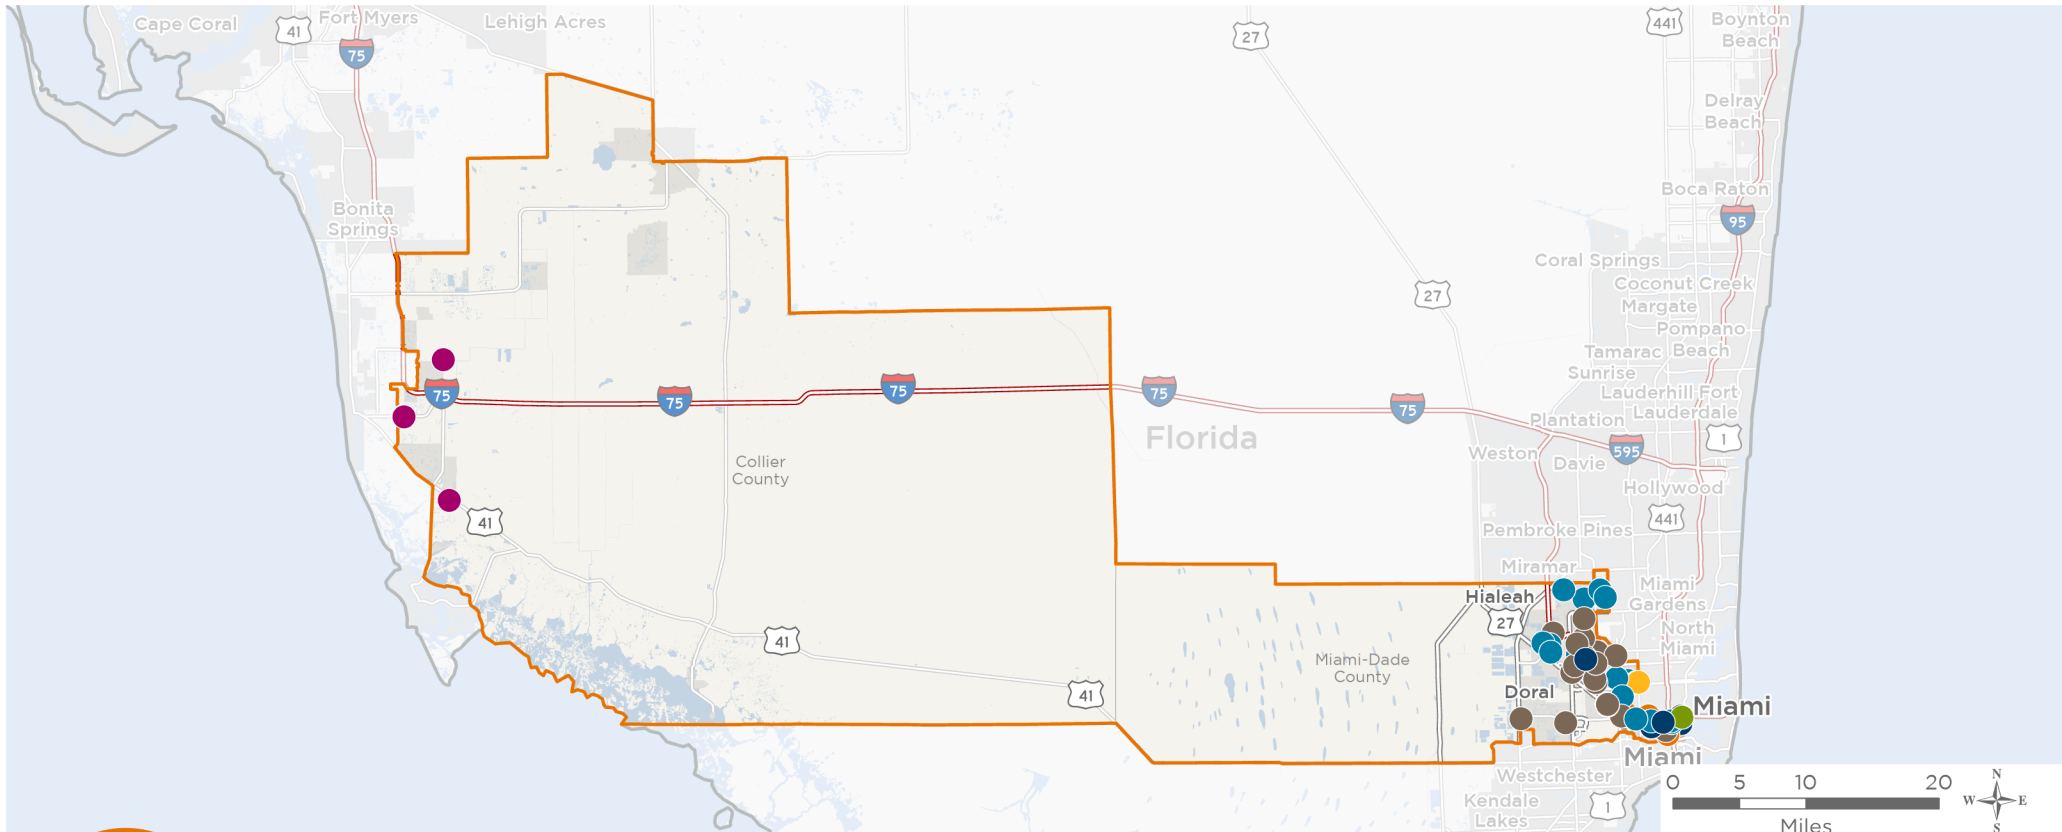 Cape Coral
Fort Myers
Lehigh Acres
41
75
27
441
Boynton
Beach
Delray
Beach
Boca Raton
95
Bonita
Springs
Coral Springs
Coconut Creek
27
Margate
Pompano
Beach
Tamarac
Sunrise
75
75
75
75
75
Lauderhill
Fort
Lauderdale
Plantation
1
Florida
595
Weston
Davie
Collier
County
Hollywood
41
441
Pembroke Pines
Miramar
Hialeah
Miami
Gardens
27
North
Miami
41
Miami-Dade
County
41
Doral
Miami
Miami
Westchester
Kendale
Lakes
1
0 5 10 20
Miles
N
W E
S